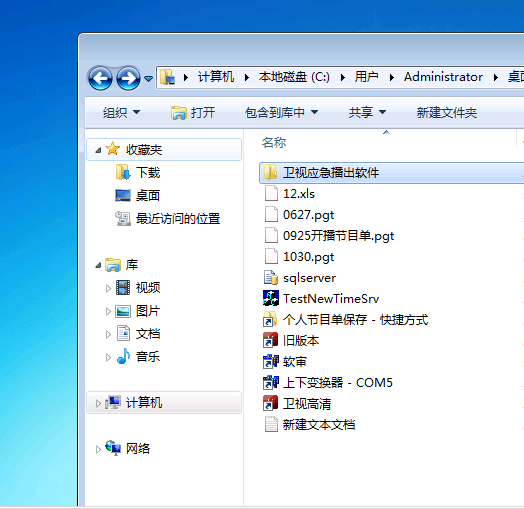 计算机 本地磁盘 (C:) 用户 Administrator
组织 打开 包含到库中 共享 新建文件夹
收藏夹
下载
桌面
最近访问的位置
库
视频
图片
文档
音乐
计算机
网络
名称
卫视应急播出软件
12.xls
0627.pgt
0925开播节目单.pgt
1030.pgt
sqlserver
TestNewTimeSrv
个人节目单保存 - 快捷方式
旧版本
软审
上下变换器 - COM5
卫视高清
新建文本文档